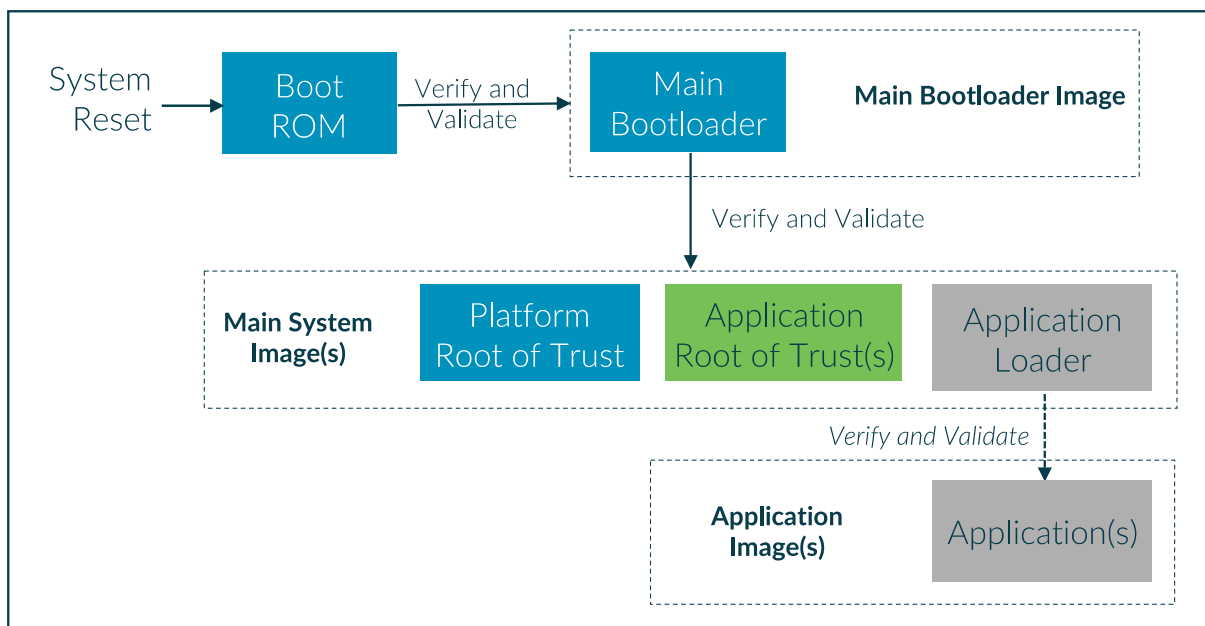 System
Reset
Boot
ROM
Verify and
Validate
Main
Bootloader
Main Bootloader Image
Verify and Validate
Main System
Image(s)
Platform
Root of Trust
Application
Root of Trust(s)
Application
Loader
Verify and Validate
Application
Image(s)
Application(s)